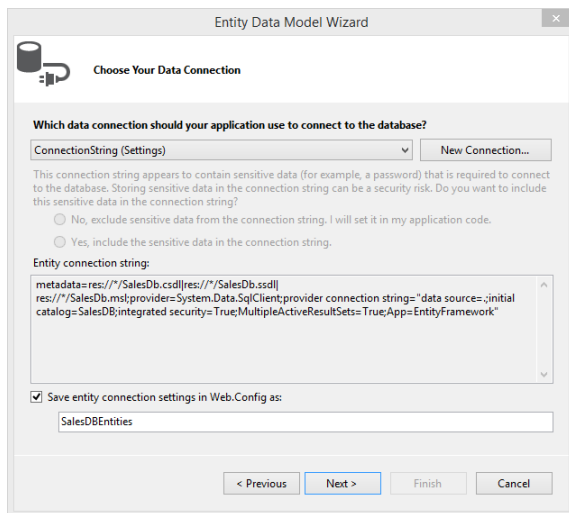 Entity Data Model Wizard
Choose Your Data Connection
Which data connection should your application use to connect to the database?
ConnectionString (Settings)
New Connection...
This connection string appears to contain sensitive data (for example, a password) that is required to connect
to the database. Storing sensitive data in the connection string can be a security risk. Do you want to include
this sensitive data in the connection string?
No, exclude sensitive data from the connection string. I will set it in my application code.
Yes, include the sensitive data in the connection string.
Entity connection string:
metadata=res://*/SalesDb.csdl|res://*/SalesDb.ssdl|
res://*/SalesDb.msl;provider=System.Data.SqlClient;provider connection string="data source=.;initial
catalog=SalesDB;integrated security=True;MultipleActiveResultSets=True;App=EntityFramework"
Save entity connection settings in Web.Config as:
SalesDBEntities
< Previous
Next >
Finish
Cancel